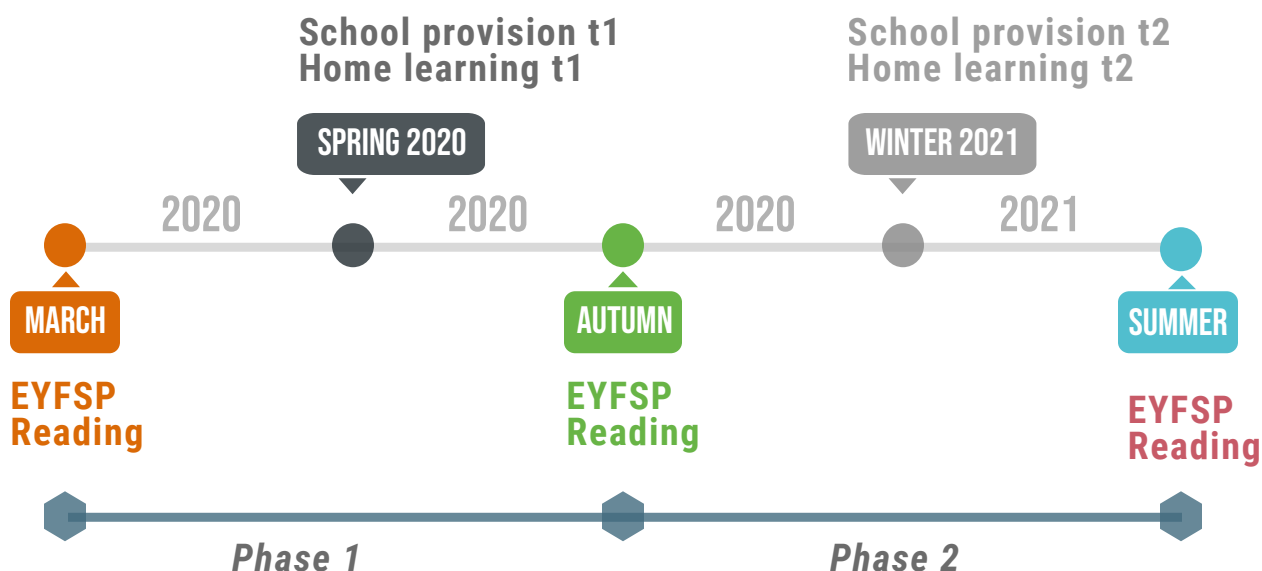 School provision t1
Home learning t1
School provision t2
Home learning t2
SPRING 2020
WINTER 2021
2020
2020
2020
2021
MARCH
AUTUMN
SUMMER
EYFSP
Reading
EYFSP
Reading
EYFSP
Reading
Phase 1
Phase 2